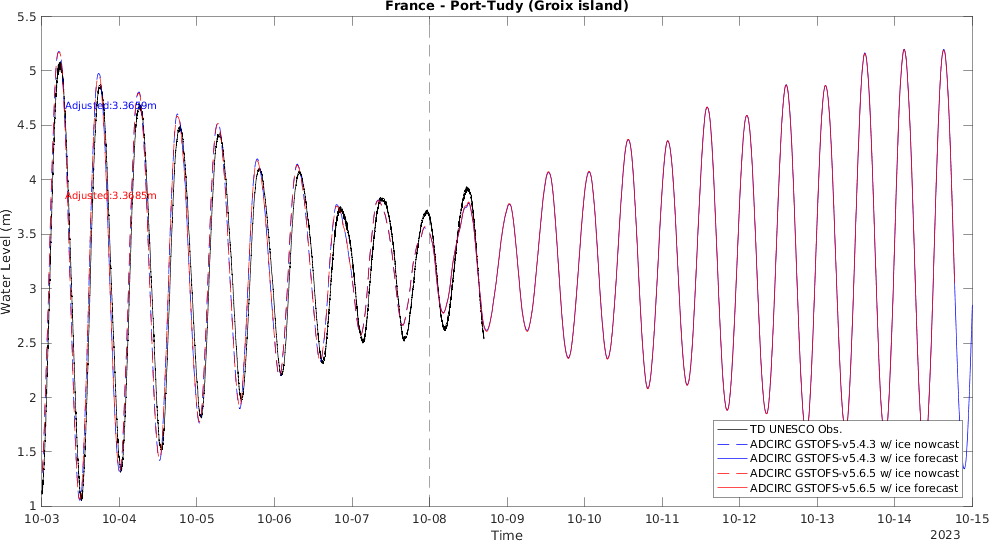 France - Port-Tudy (Groix island)
5.5
5
4.5
4
3.5
3
2.5
2
1.5
1
Water Level (m)
Adjusted:3.3659m
Adjusted:3.3685m
TD UNESCO Obs.
ADCIRC GSTOFS-v5.4.3 w/ ice nowcast
ADCIRC GSTOFS-v5.4.3 w/ ice forecast
ADCIRC GSTOFS-v5.6.5 w/ ice nowcast
ADCIRC GSTOFS-v5.6.5 w/ ice forecast
10-03 10-04 10-05 10-06 10-07 10-08 10-09 10-10 10-11 10-12 10-13 10-14 10-15
Time
2023